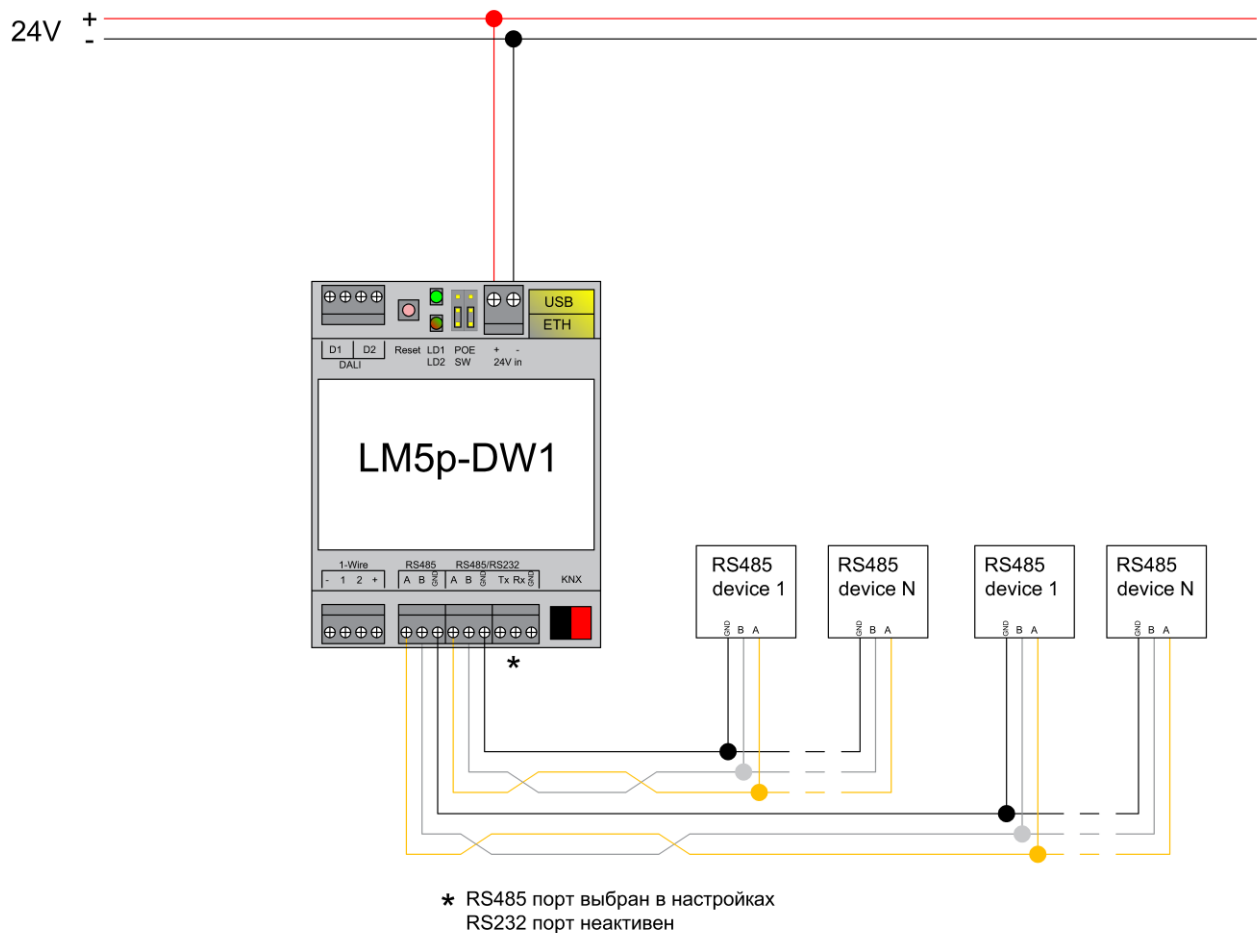 24V + -
USB
ETH
D1 D2
DALI
Reset LD1 POE + -
LD2 SW 24V in
LM5p-DW1
1-Wire RS485 RS485/RS232
- 1 2 + A B GND A B GND Tx Rx GND KNX
*
RS485
device 1
GND B A
RS485
device N
GND B A
RS485
device 1
GND B A
RS485
device N
GND B A
* RS485 порт выбран в настройках
RS232 порт неактивен